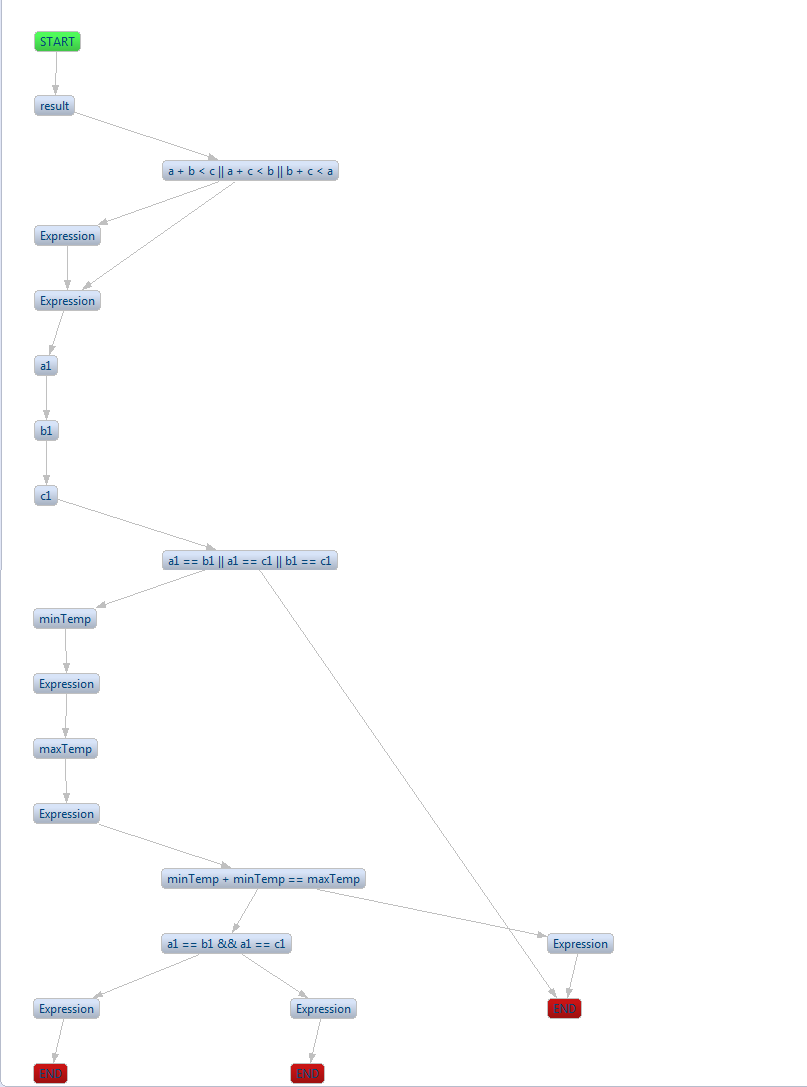 START
result
a + b < c || a + c < b || b + c < a
Expression
Expression
a1
b1
c1
a1 == b1 || a1 == c1 || b1 == c1
minTemp
Expression
maxTemp
Expression
minTemp + minTemp == maxTemp
a1 == b1 && a1 == c1
Expression
Expression
Expression
END
END
END